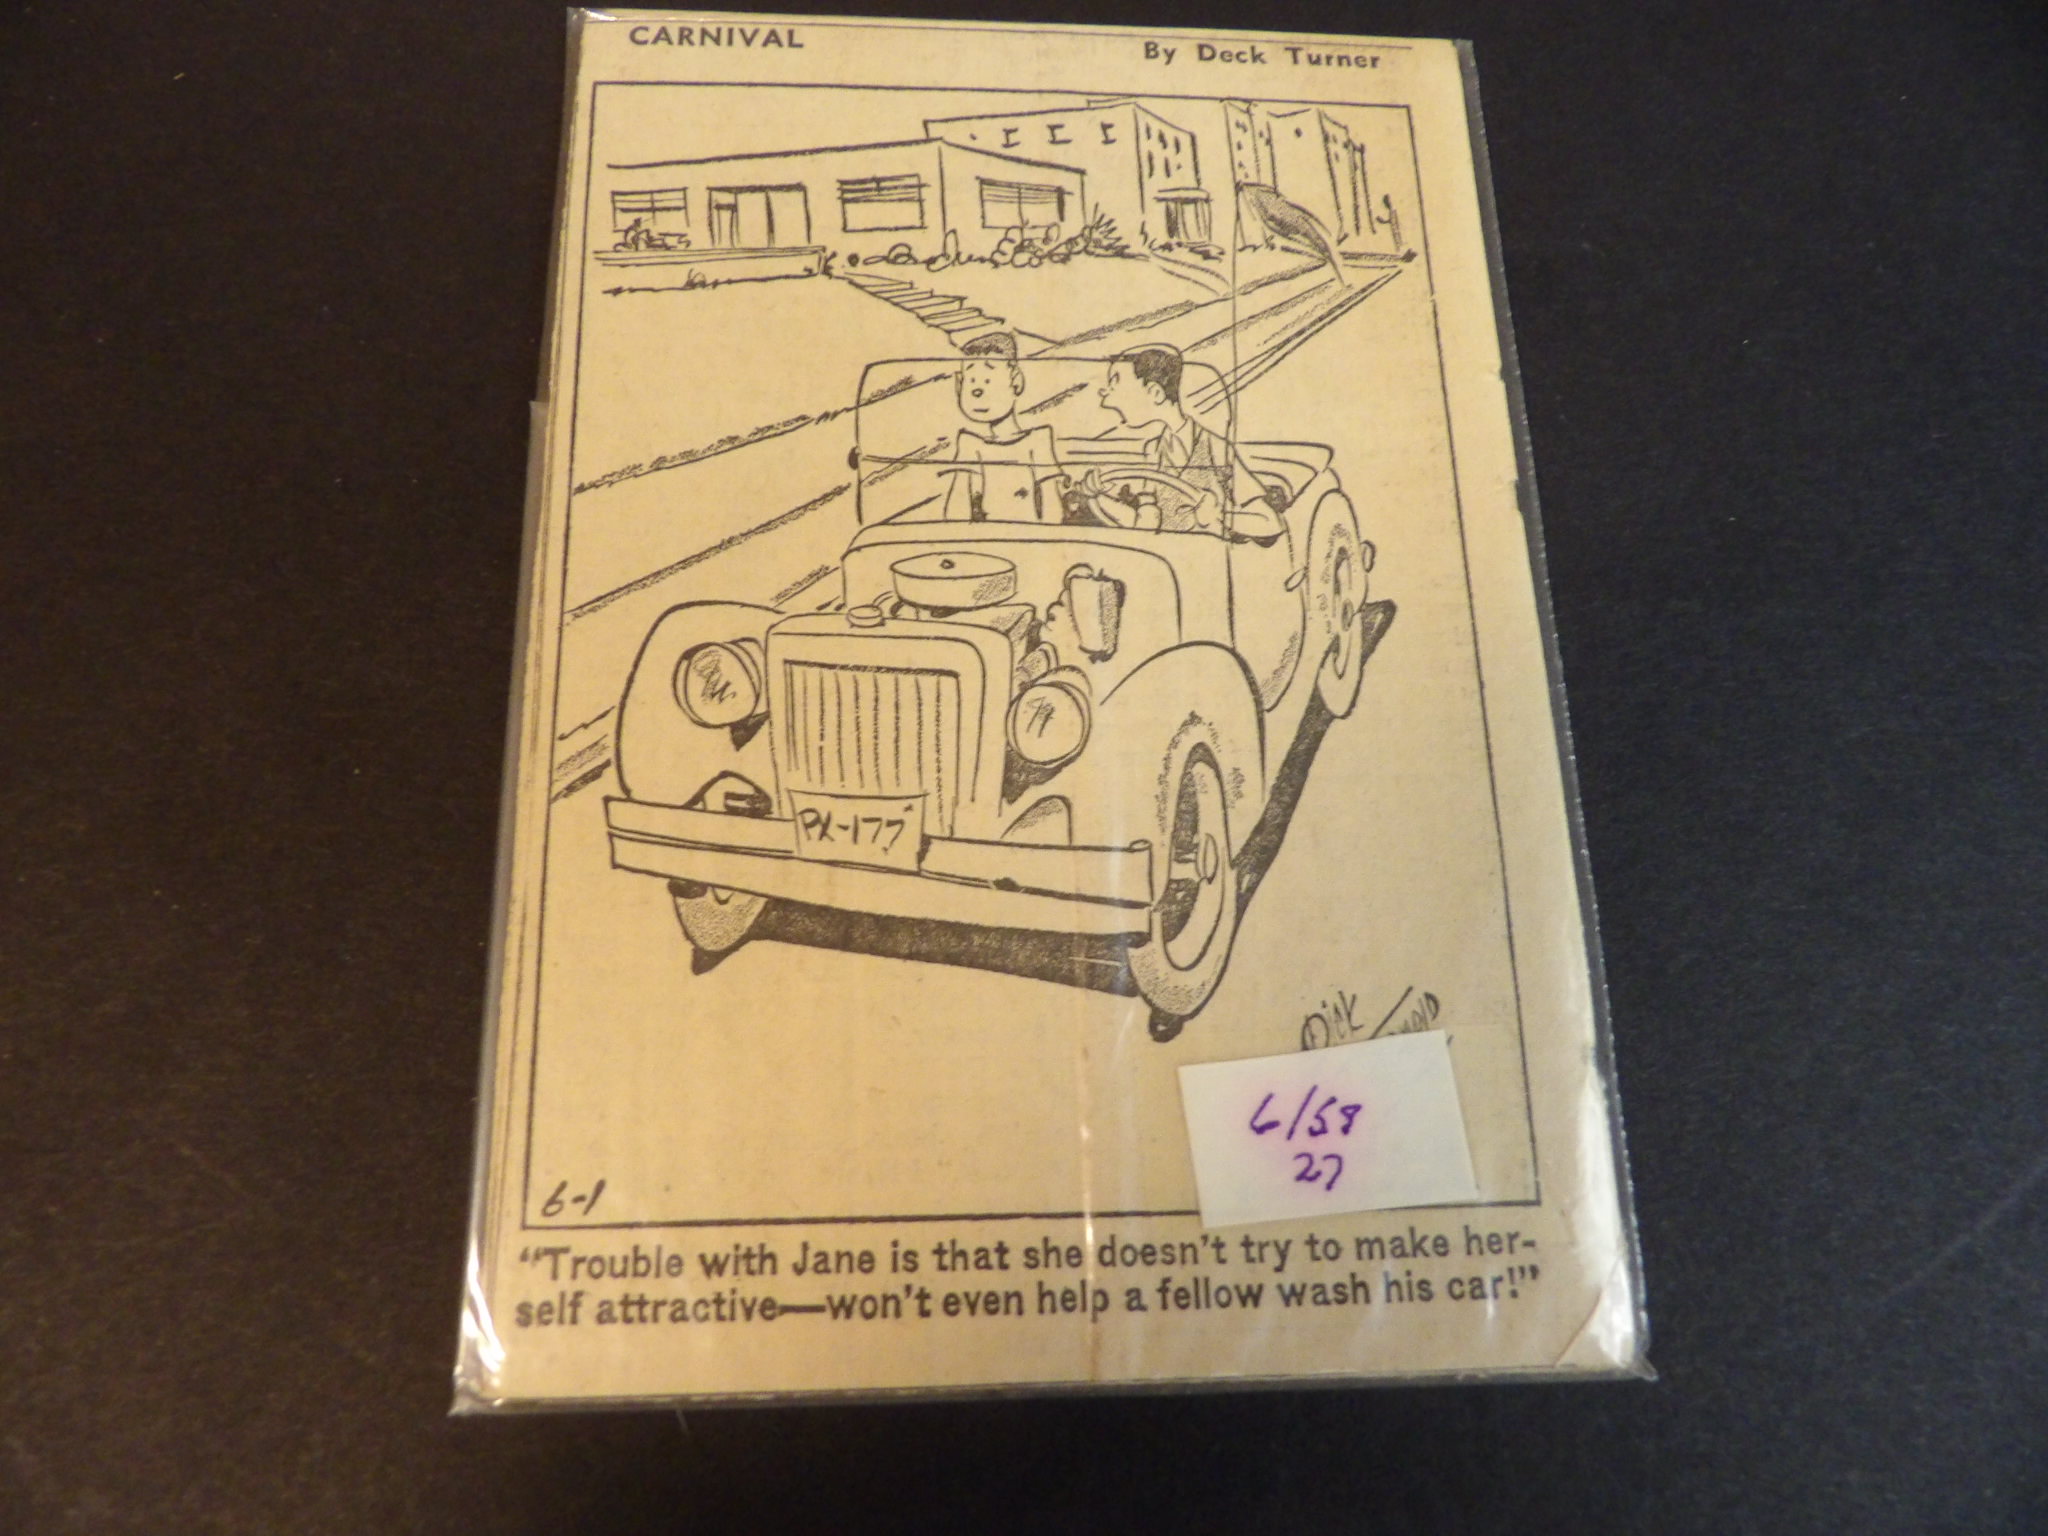 CARNIVAL
By Deck Turner
PX-177
Dick
6/58
27
6-1
“Trouble with Jane is that she doesn't try to make her-
self attractive—won't even help a fellow wash his car!”